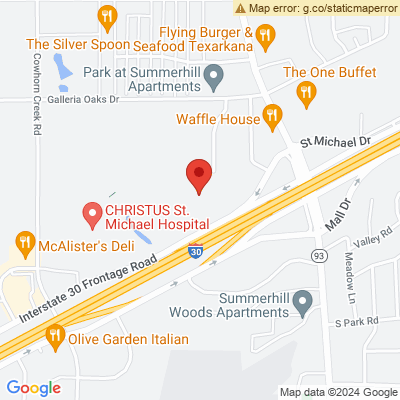 Map error: g.co/staticmaperror
Flying Burger &
Seafood Texarkana
The Silver Spoon
Cowhorn Creek Rd
Park at Summerhill
Apartments
The One Buffet
Galleria Oaks Dr
Waffle House
St Michael Dr
CHRISTUS St.
Michael Hospital
Mall Dr
McAlister's Deli
30
93
Valley Rd
Meadow Ln
Interstate 30 Frontage Road
Summerhill
Woods Apartments
S Park Rd
Olive Garden Italian
Google
Map data ©2024 Google